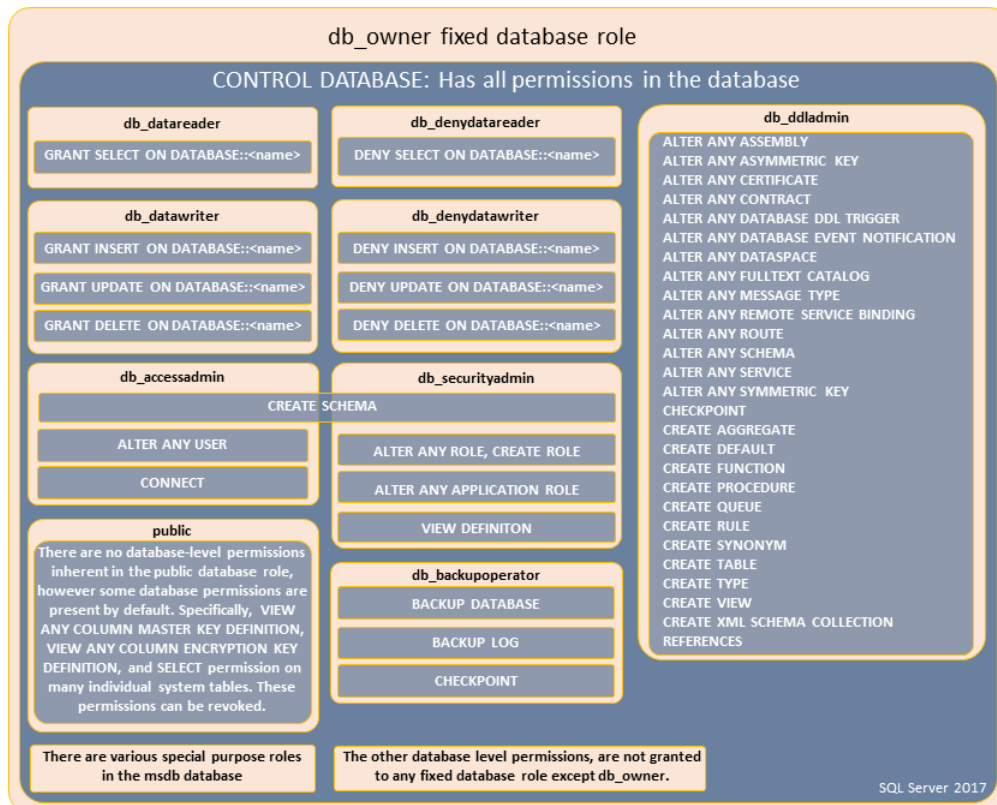 db_owner fixed database role
CONTROL DATABASE: Has all permissions in the database
db_datareader
GRANT SELECT ON DATABASE::<name>
db_denydatareader
DENY SELECT ON DATABASE::<name>
db_datawriter
GRANT INSERT ON DATABASE::<name>
GRANT UPDATE ON DATABASE::<name>
GRANT DELETE ON DATABASE::<name>
db_denydatawriter
DENY INSERT ON DATABASE::<name>
DENY UPDATE ON DATABASE::<name>
DENY DELETE ON DATABASE::<name>
db_accessadmin
db_securityadmin
CREATE SCHEMA
ALTER ANY USER
CONNECT
ALTER ANY ROLE, CREATE ROLE
ALTER ANY APPLICATION ROLE
VIEW DEFINITON
public
There are no database-level permissions
inherent in the public database role,
however some database permissions are
present by default. Specifically, VIEW
ANY COLUMN MASTER KEY DEFINITION,
VIEW ANY COLUMN ENCRYPTION KEY
DEFINITION, and SELECT permission on
many individual system tables. These
permissions can be revoked.
db_backupoperator
BACKUP DATABASE
BACKUP LOG
CHECKPOINT
db_ddladmin
ALTER ANY ASSEMBLY
ALTER ANY ASYMMETRIC KEY
ALTER ANY CERTIFICATE
ALTER ANY CONTRACT
ALTER ANY DATABASE DDL TRIGGER
ALTER ANY DATABASE EVENT NOTIFICATION
ALTER ANY DATASPACE
ALTER ANY FULLTEXT CATALOG
ALTER ANY MESSAGE TYPE
ALTER ANY REMOTE SERVICE BINDING
ALTER ANY ROUTE
ALTER ANY SCHEMA
ALTER ANY SERVICE
ALTER ANY SYMMETRIC KEY
CHECKPOINT
CREATE AGGREGATE
CREATE DEFAULT
CREATE FUNCTION
CREATE PROCEDURE
CREATE QUEUE
CREATE RULE
CREATE SYNONYM
CREATE TABLE
CREATE TYPE
CREATE VIEW
CREATE XML SCHEMA COLLECTION
REFERENCES
There are various special purpose roles
in the msdb database
The other database level permissions, are not granted
to any fixed database role except db_owner.
SQL Server 2017